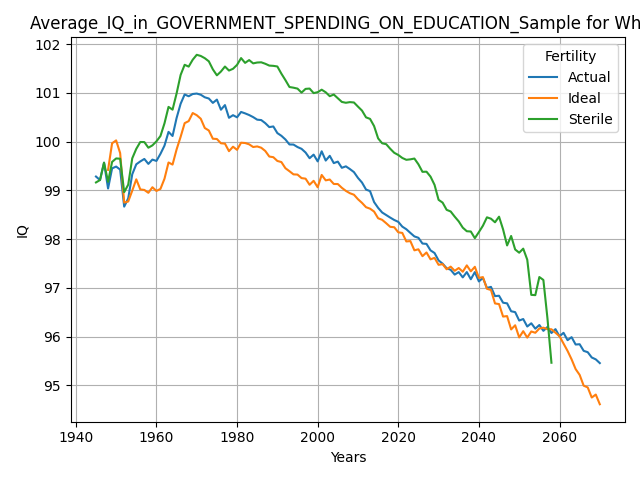 Average_IQ_in_GOVERNMENT_SPENDING_ON_EDUCATION_Sample for Wh
Fertility
Actual
Ideal
Sterile
IQ
102
101
100
99
98
97
96
95
1940 1960 1980 2000 2020 2040 2060
Years